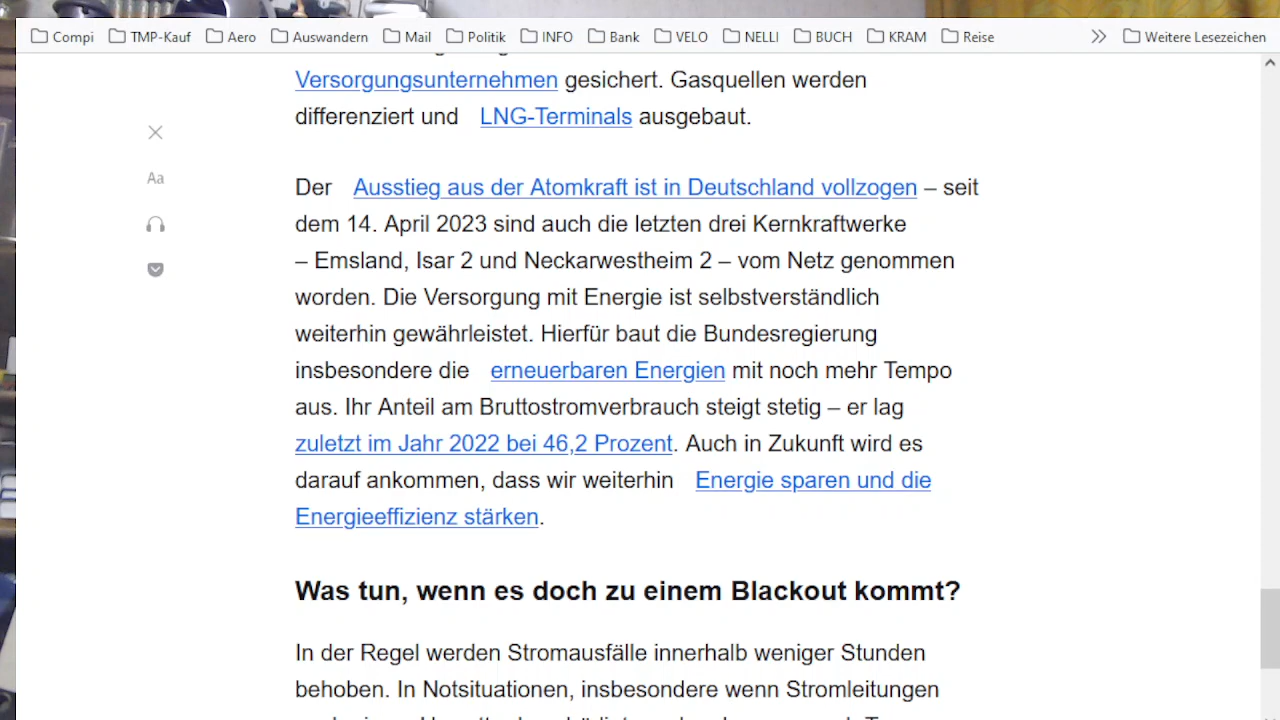 Compi TMP-Kauf Aero Auswandern Mail Politik INFO Bank VELO NELLI BUCH KRAM Reise Weitere Lesezeichen
Versorgungsunternehmen gesichert. Gasquellen werden
differenziert und LNG-Terminals ausgebaut.
Aa
Der Ausstieg aus der Atomkraft ist in Deutschland vollzogen – seit
dem 14. April 2023 sind auch die letzten drei Kernkraftwerke
– Emsland, Isar 2 und Neckarwestheim 2 – vom Netz genommen
worden. Die Versorgung mit Energie ist selbstverständlich
weiterhin gewährleistet. Hierfür baut die Bundesregierung
insbesondere die erneuerbaren Energien mit noch mehr Tempo
aus. Ihr Anteil am Bruttostromverbrauch steigt stetig – er lag
zuletzt im Jahr 2022 bei 46,2 Prozent. Auch in Zukunft wird es
darauf ankommen, dass wir weiterhin Energie sparen und die
Energieeffizienz stärken.
Was tun, wenn es doch zu einem Blackout kommt?
In der Regel werden Stromausfälle innerhalb weniger Stunden
behoben. In Notsituationen, insbesondere wenn Stromleitungen